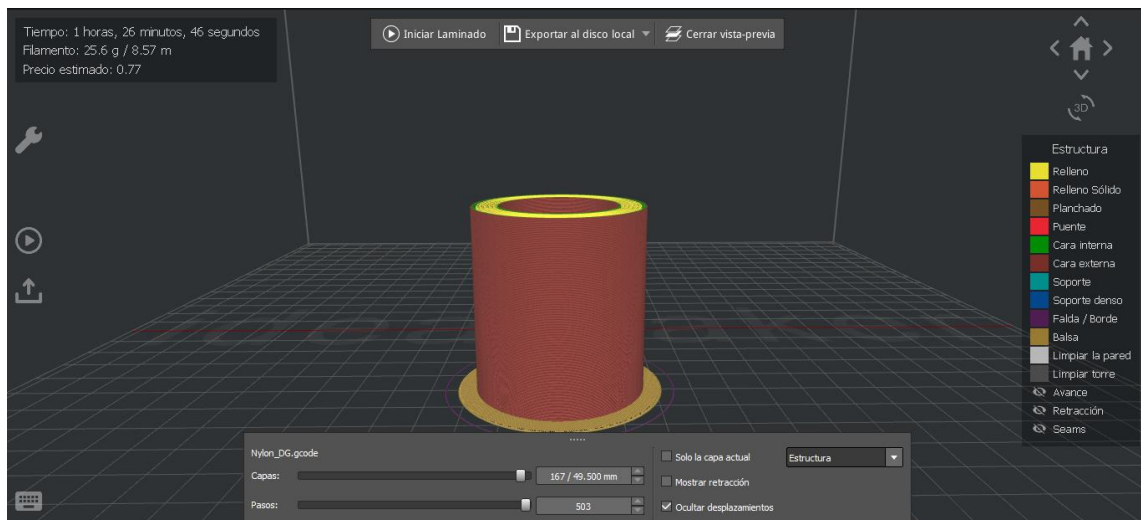 Tiempo: 1 horas, 26 minutos, 46 segundos
Filamento: 25.6 g / 8.57 m
Precio estimado: 0.77
Iniciar Laminado
Exportar al disco local
Cerrar vista-previa
3D
Estructura
Relleno
Relleno Sólido
Planchado
Puente
Cara interna
Cara externa
Soporte
Soporte denso
Falda / Borde
Balsa
Limpiar la pared
Limpiar torre
Avance
Retracción
Seams
Nylon_DG.gcode
Capas:
167 / 49.500 mm
Pasos:
503
Solo la capa actual
Estructura
Mostrar retracción
Ocultar desplazamientos